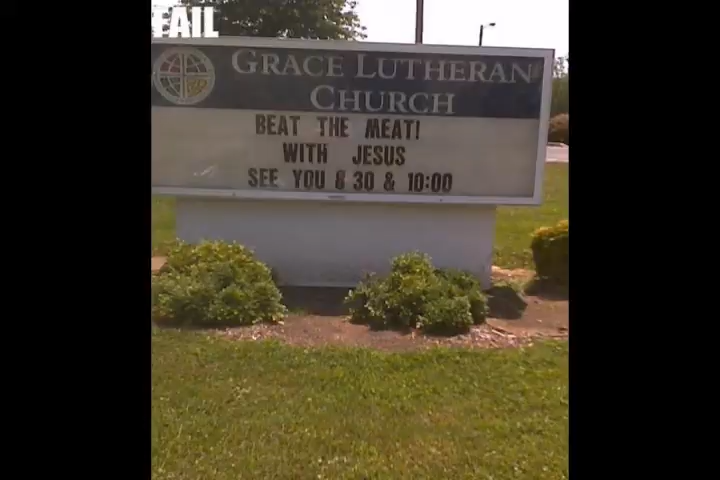 FAIL
GRACE LUTHERAN
CHURCH
BEAT THE MEAT!
WITH JESUS
SEE YOU 8 30 & 10:00